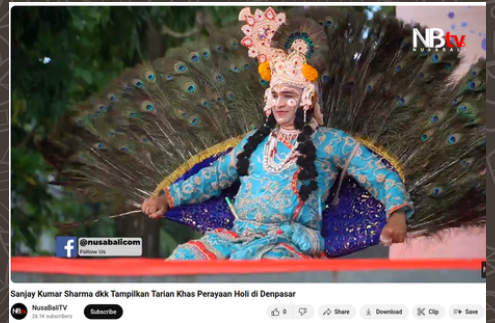 NBtv
NUSABALI
@nusabalicom
Follow Us
Sanjay Kumar Sharma dkk Tampilkan Tarian Khas Perayaan Holi di Denpasar
NusaBaliTV
26.1K subscribers
Subscribe
0
Share
Download
Clip
Save